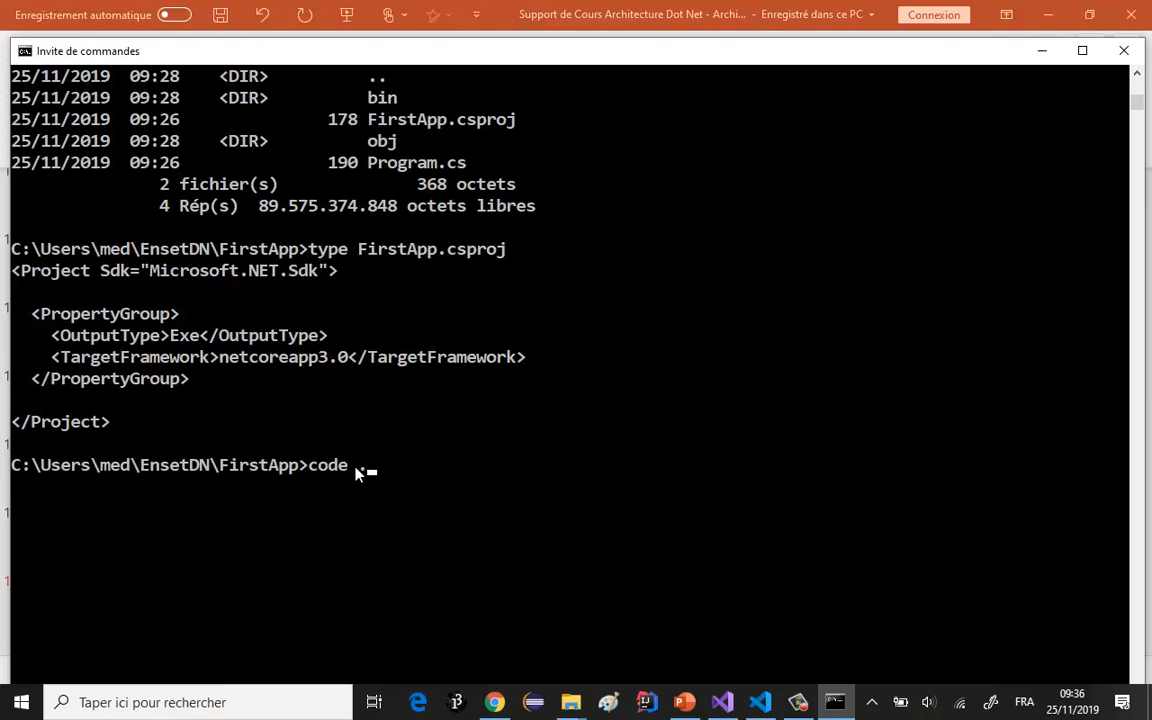 Enregistrement automatique
Support de Cours Architecture Dot Net - Archi... - Enregistré dans ce PC
Connexion
Invite de commandes
25/11/2019 09:28 <DIR> ..
25/11/2019 09:28 <DIR> bin
25/11/2019 09:26 178 FirstApp.csproj
25/11/2019 09:28 <DIR> obj
25/11/2019 09:26 190 Program.cs
2 fichier(s) 368 octets
4 Rép(s) 89.575.374.848 octets libres
C:\Users\med\EnsetDN\FirstApp>type FirstApp.csproj
<Project Sdk="Microsoft.NET.Sdk">
<PropertyGroup>
<OutputType>Exe</OutputType>
<TargetFramework>netcoreapp3.0</TargetFramework>
</PropertyGroup>
</Project>
C:\Users\med\EnsetDN\FirstApp>code .
Taper ici pour rechercher
FRA
09:36
25/11/2019